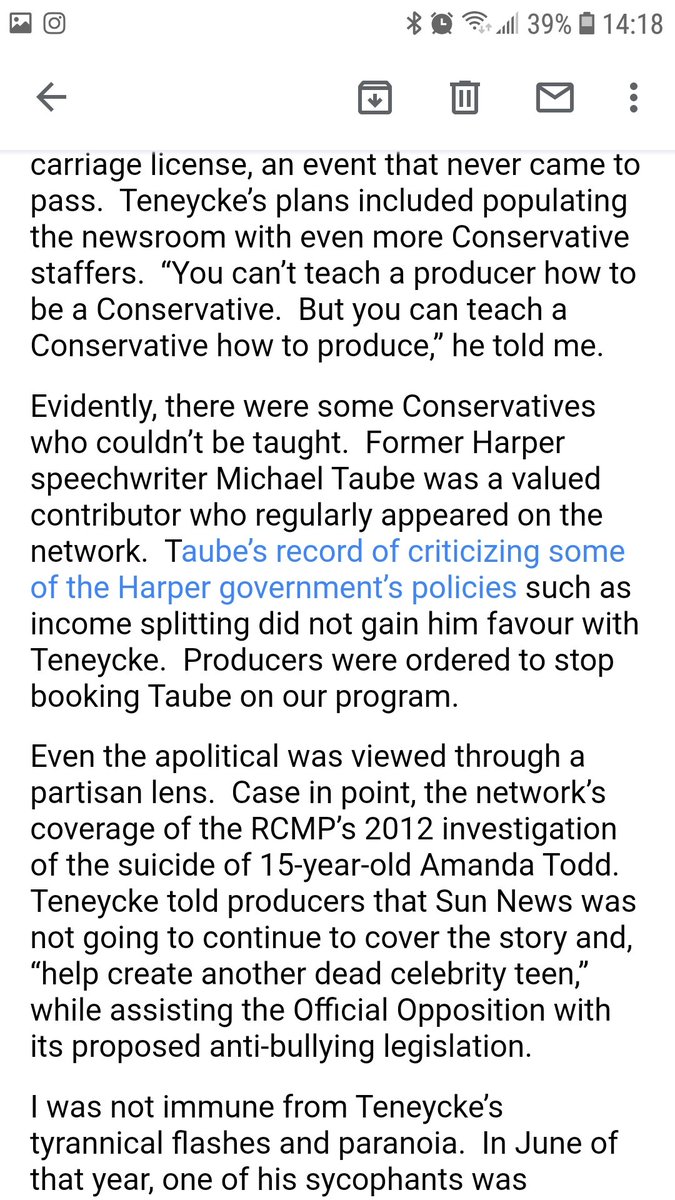 39% 14:18
carriage license, an event that never came to
pass.  Teneycke’s plans included populating
the newsroom with even more Conservative
staffers.  “You can’t teach a producer how to
be a Conservative.  But you can teach a
Conservative how to produce,” he told me.
Evidently, there were some Conservatives
who couldn’t be taught.  Former Harper
speechwriter Michael Taube was a valued
contributor who regularly appeared on the
network.  Taube’s record of criticizing some
of the Harper government’s policies such as
income splitting did not gain him favour with
Teneycke.  Producers were ordered to stop
booking Taube on our program.
Even the apolitical was viewed through a
partisan lens.  Case in point, the network’s
coverage of the RCMP’s 2012 investigation
of the suicide of 15-year-old Amanda Todd.
Teneycke told producers that Sun News was
not going to continue to cover the story and,
“help create another dead celebrity teen,”
while assisting the Official Opposition with
its proposed anti-bullying legislation.
I was not immune from Teneycke’s
tyrannical flashes and paranoia.  In June of
that year, one of his sycophants was